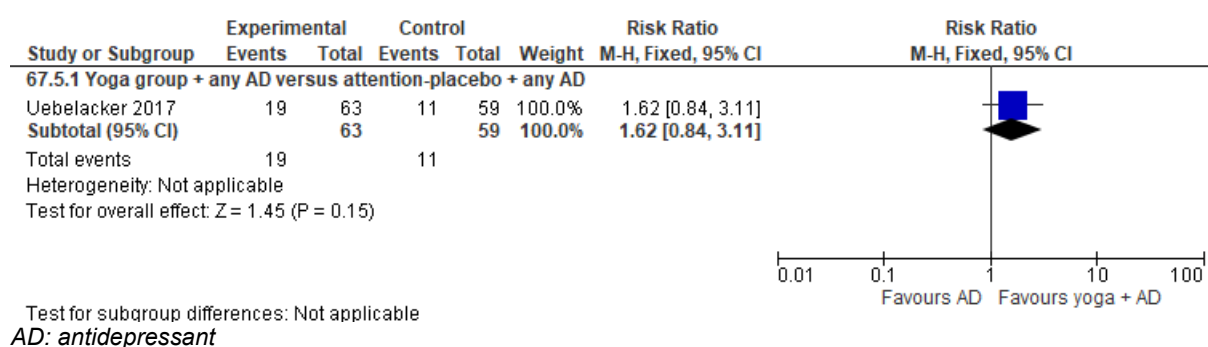 Experimental Control Risk Ratio Risk Ratio
Study or Subgroup Events Total Events Total Weight M-H, Fixed, 95% CI M-H, Fixed, 95% CI
67.5.1 Yoga group + any AD versus attention-placebo + any AD
Uebelacker 2017 19 63 11 59 100.0% 1.62 [0.84, 3.11]
Subtotal (95% CI) 63 59 100.0% 1.62 [0.84, 3.11]
Total events 19 11
Heterogeneity: Not applicable
Test for overall effect: Z = 1.45 (P = 0.15)
0.01 0.1 1 10 100
Favours AD Favours yoga + AD
Test for subgroup differences: Not applicable
AD: antidepressant